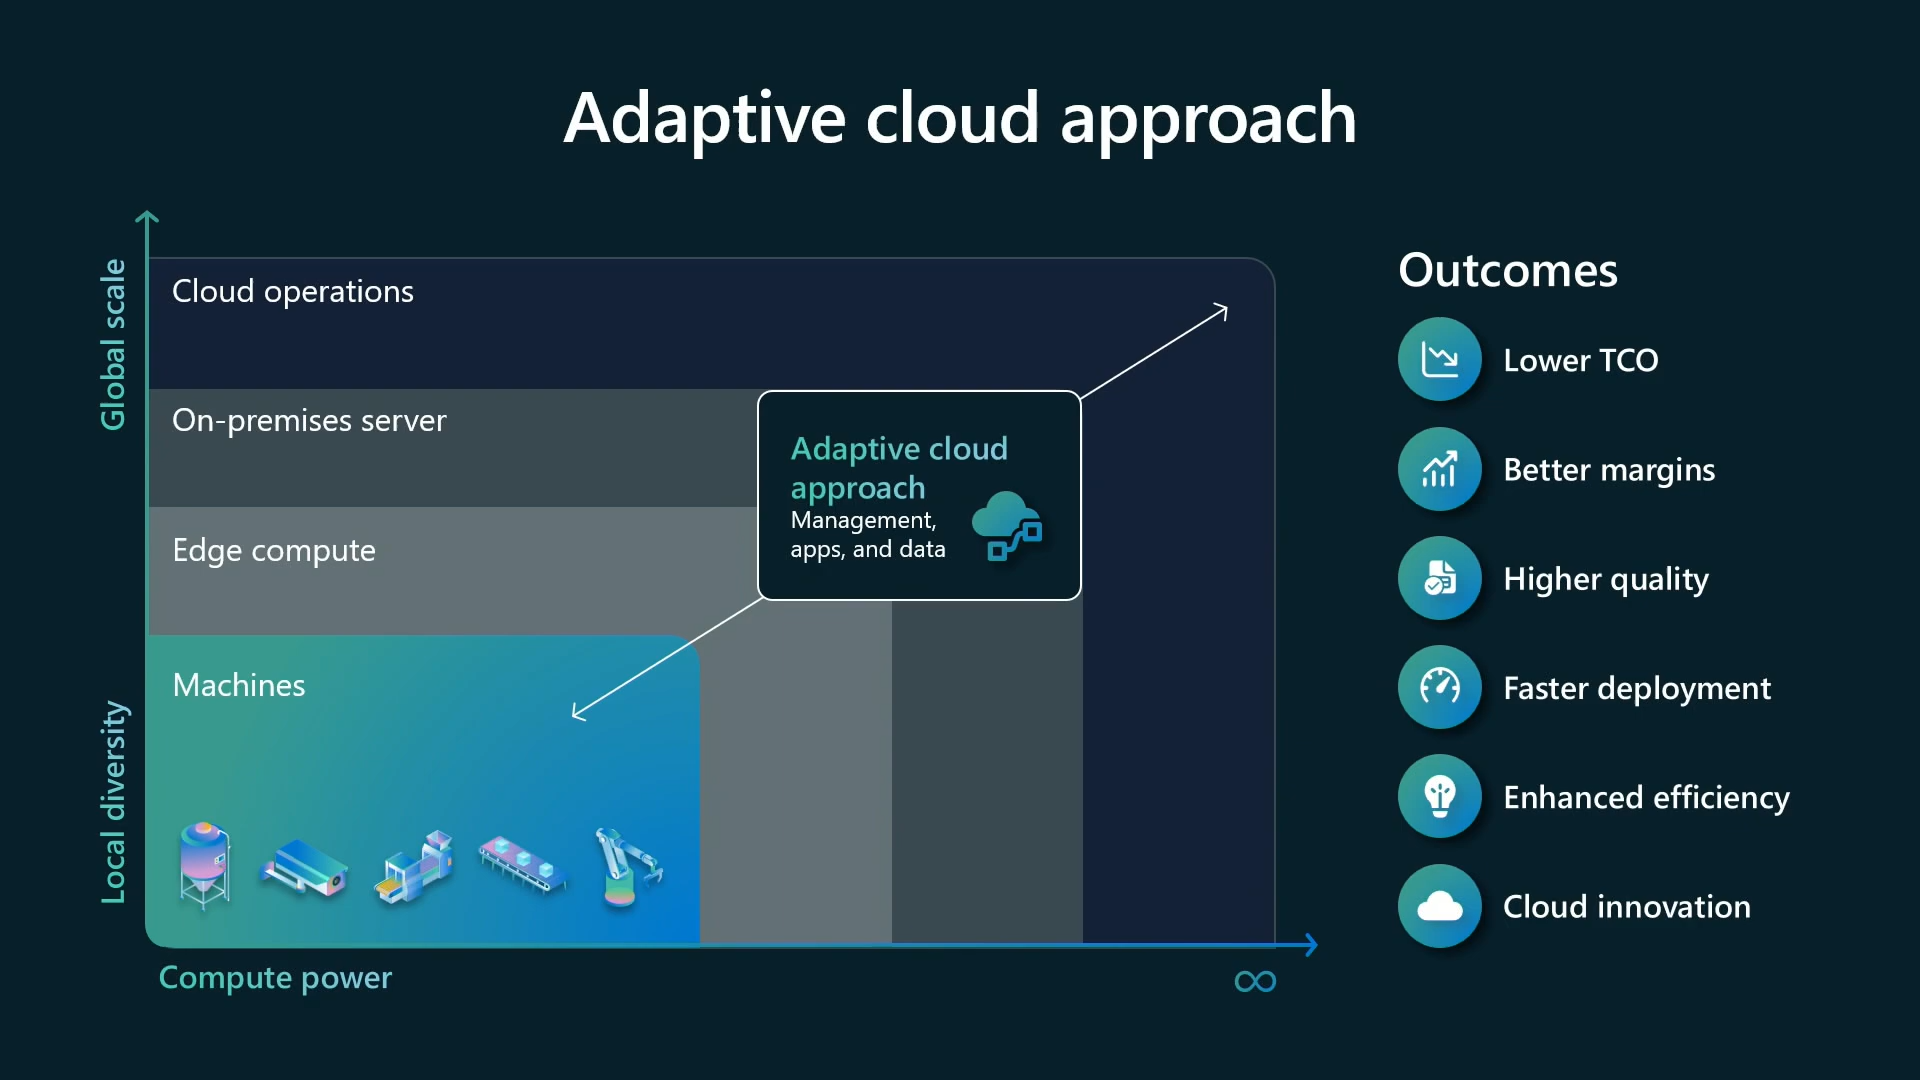 Adaptive cloud approach
Global scale
Local diversity
Cloud operations
On-premises server
Edge compute
Machines
Adaptive cloud
approach
Management,
apps, and data
Compute power
∞
Outcomes
Lower TCO
Better margins
Higher quality
Faster deployment
Enhanced efficiency
Cloud innovation